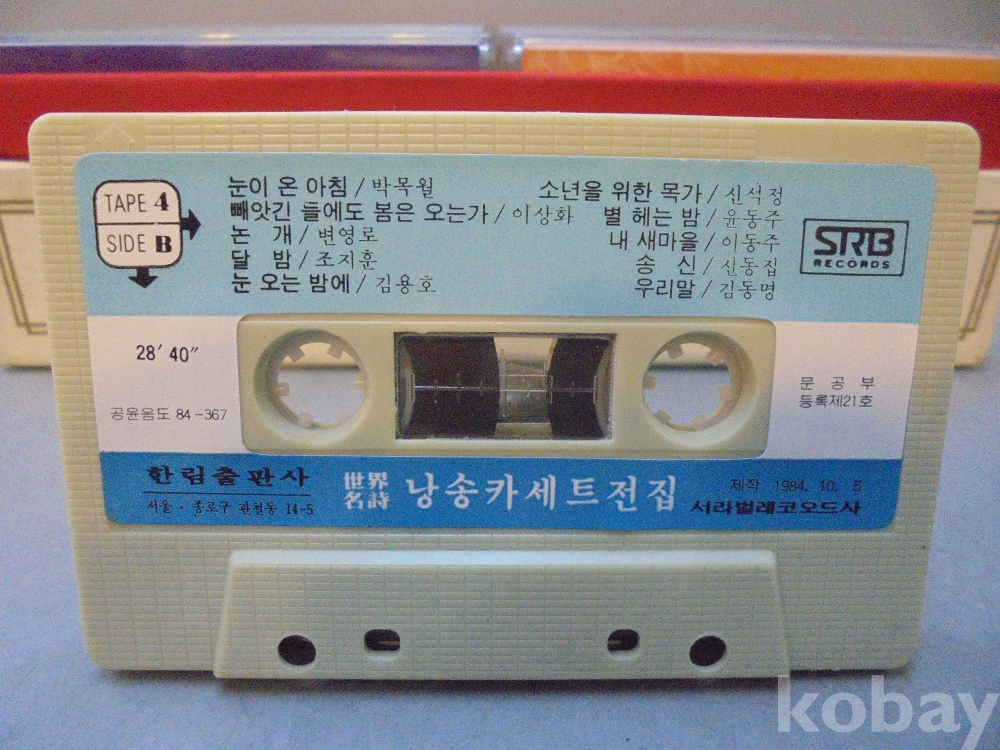 TAPE 4
SIDE B
눈이 온 아침 / 박목월
빼앗긴 들에도 봄은 오는가 / 이상화
논 개 / 변영로
달 밤 / 조지훈
눈 오는 밤에 / 김용호
소년을 위한 목가 / 신석정
별 헤는 밤 / 윤동주
내 새마을 / 이동주
송 신 / 신동집
우리말 / 김동명
SRB
RECORDS
28′ 40″
공윤음도 84-367
문 공 부
등록제21호
한림출판사
서울·종로구 관철동 14-5
世界
名詩
낭송카세트전집
제작 1984. 10. 5
서라벌레코오드사
kobay